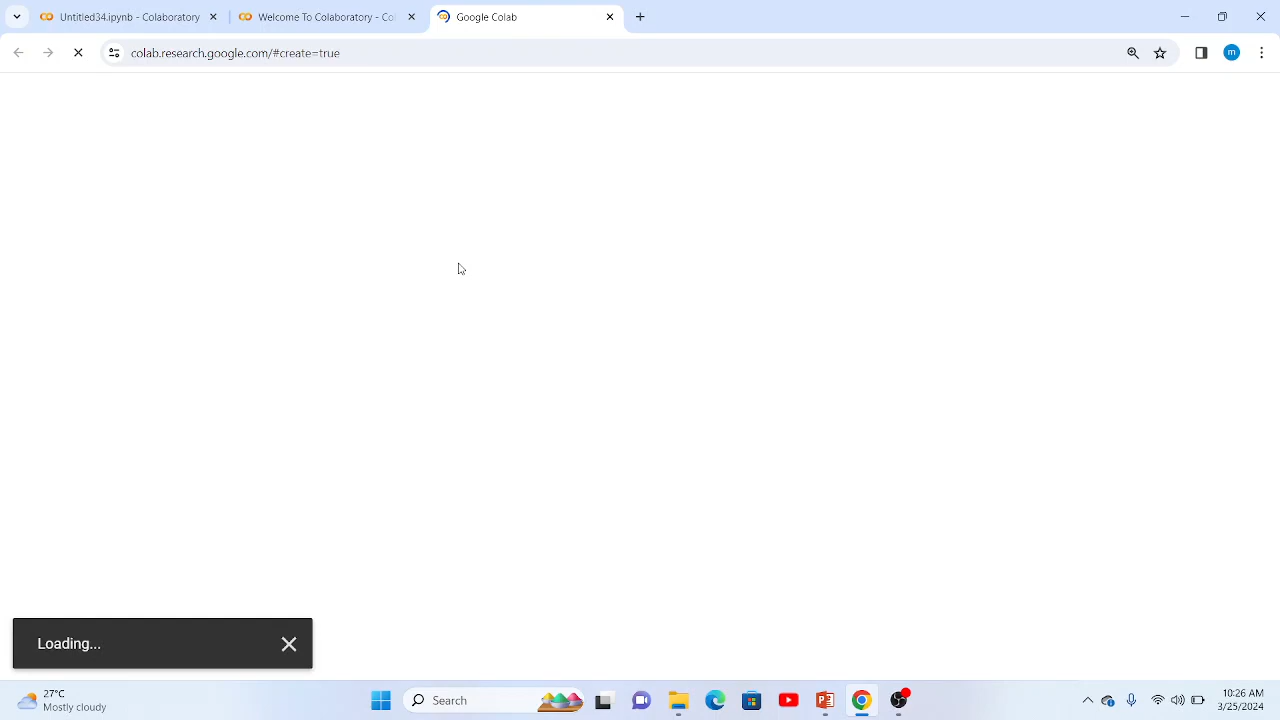 Untitled34.ipynb - Colaboratory
Welcome To Colaboratory - Col
Google Colab
colab.research.google.com/#create=true
m
Loading...
27°C
Mostly cloudy
Search
10:26 AM
3/25/2024